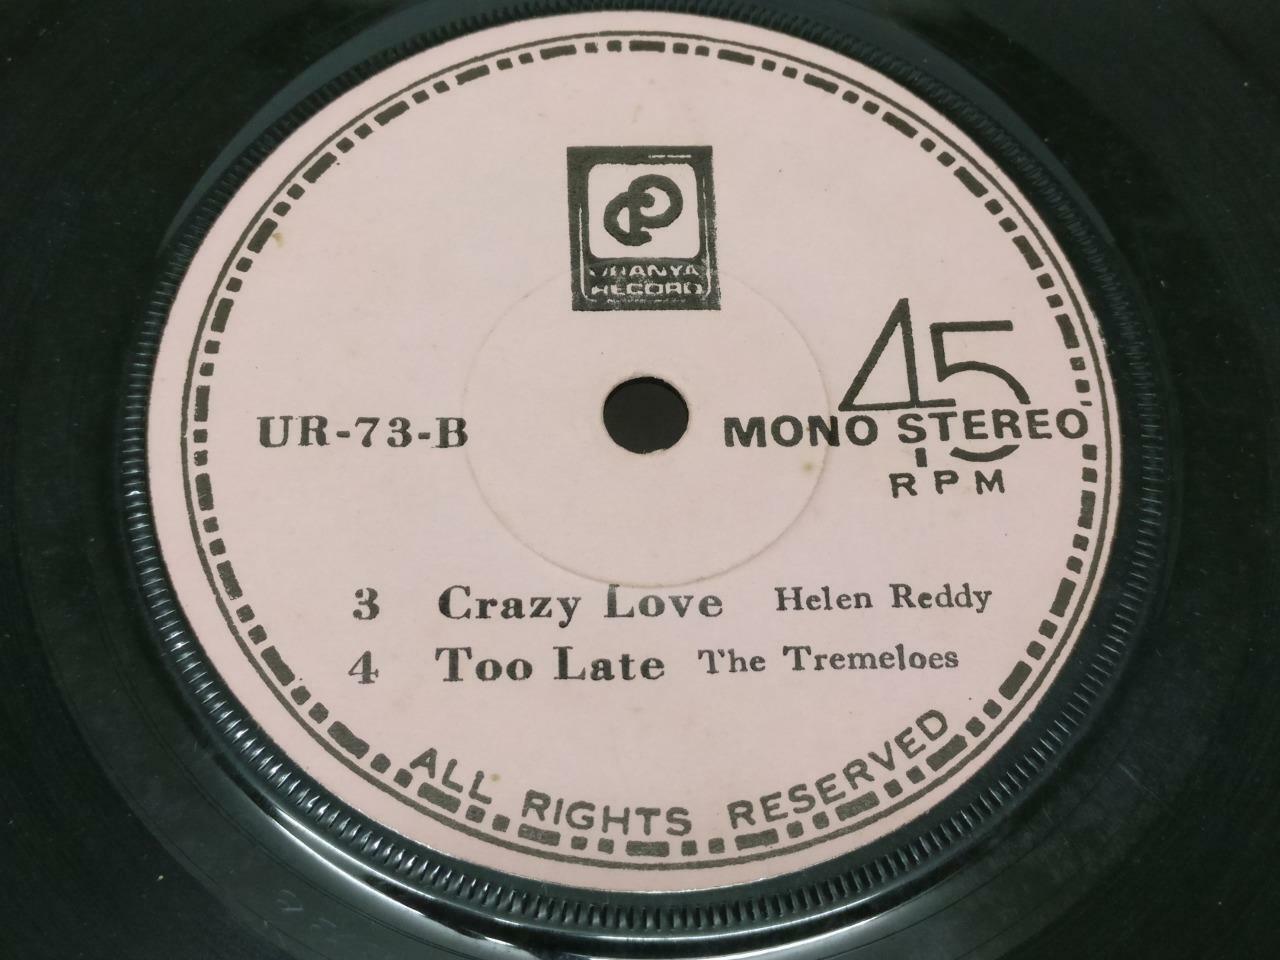 URANYA
RECORD
45
UR-73-B
MONO STEREO
RPM
3 Crazy Love Helen Reddy
4 Too Late The Tremeloes
ALL RIGHTS RESERVED